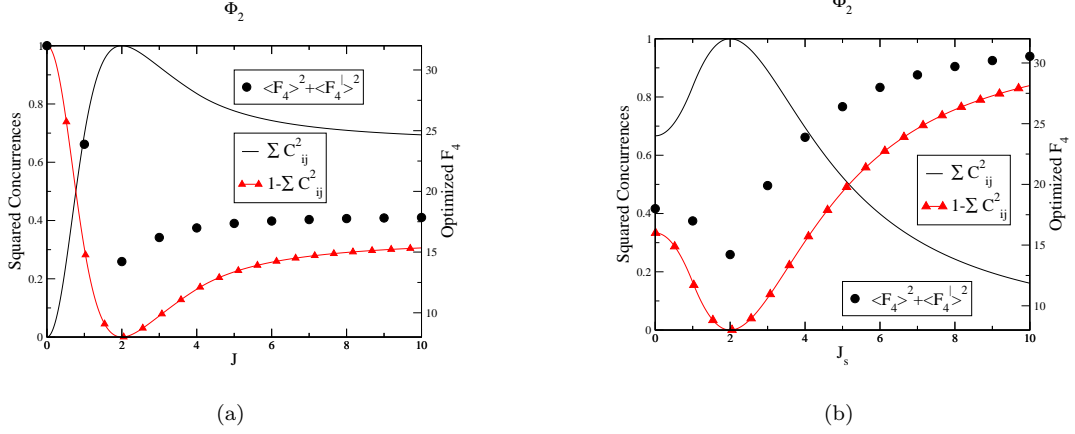 Φ₂
1
0.8
0.6
0.4
0.2
0
Squared Concurrences
0 2 4 6 8 10
J
30
25
20
15
10
Optimized F₄
<F₄>² + <F₄|>²
∑ C²ij
1-∑ C²ij
(a)
Φ₂
1
0.8
0.6
0.4
0.2
0
Squared Concurrences
0 2 4 6 8 10
Jₛ
30
25
20
15
10
Optimized F₄
∑ C²ij
1-∑ C²ij
<F₄>² + <F₄|>²
(b)